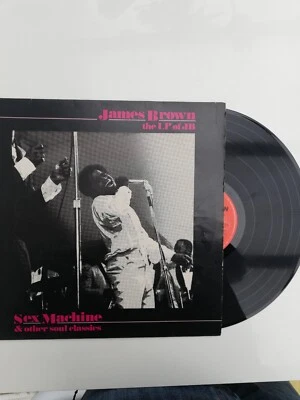 James Brown
the LP of JB
Sex Machine
& other soul classics